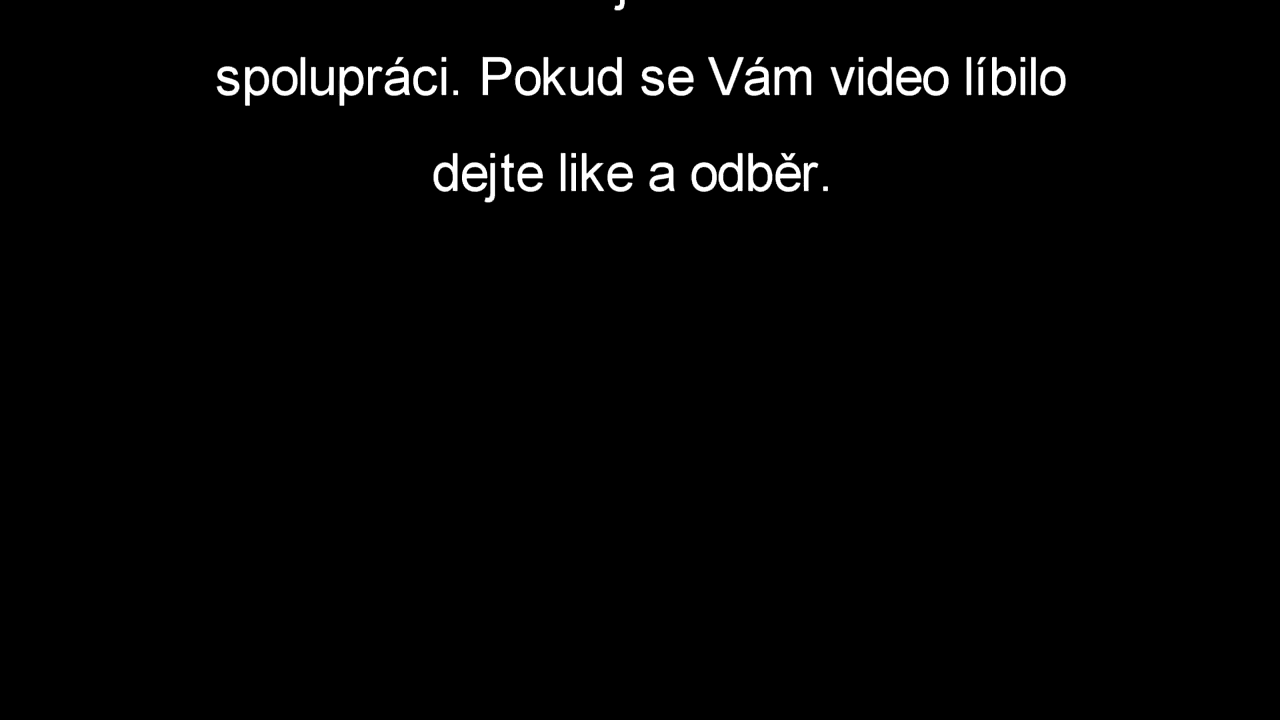 spolupráci. Pokud se Vám video líbilo
dejte like a odběr.